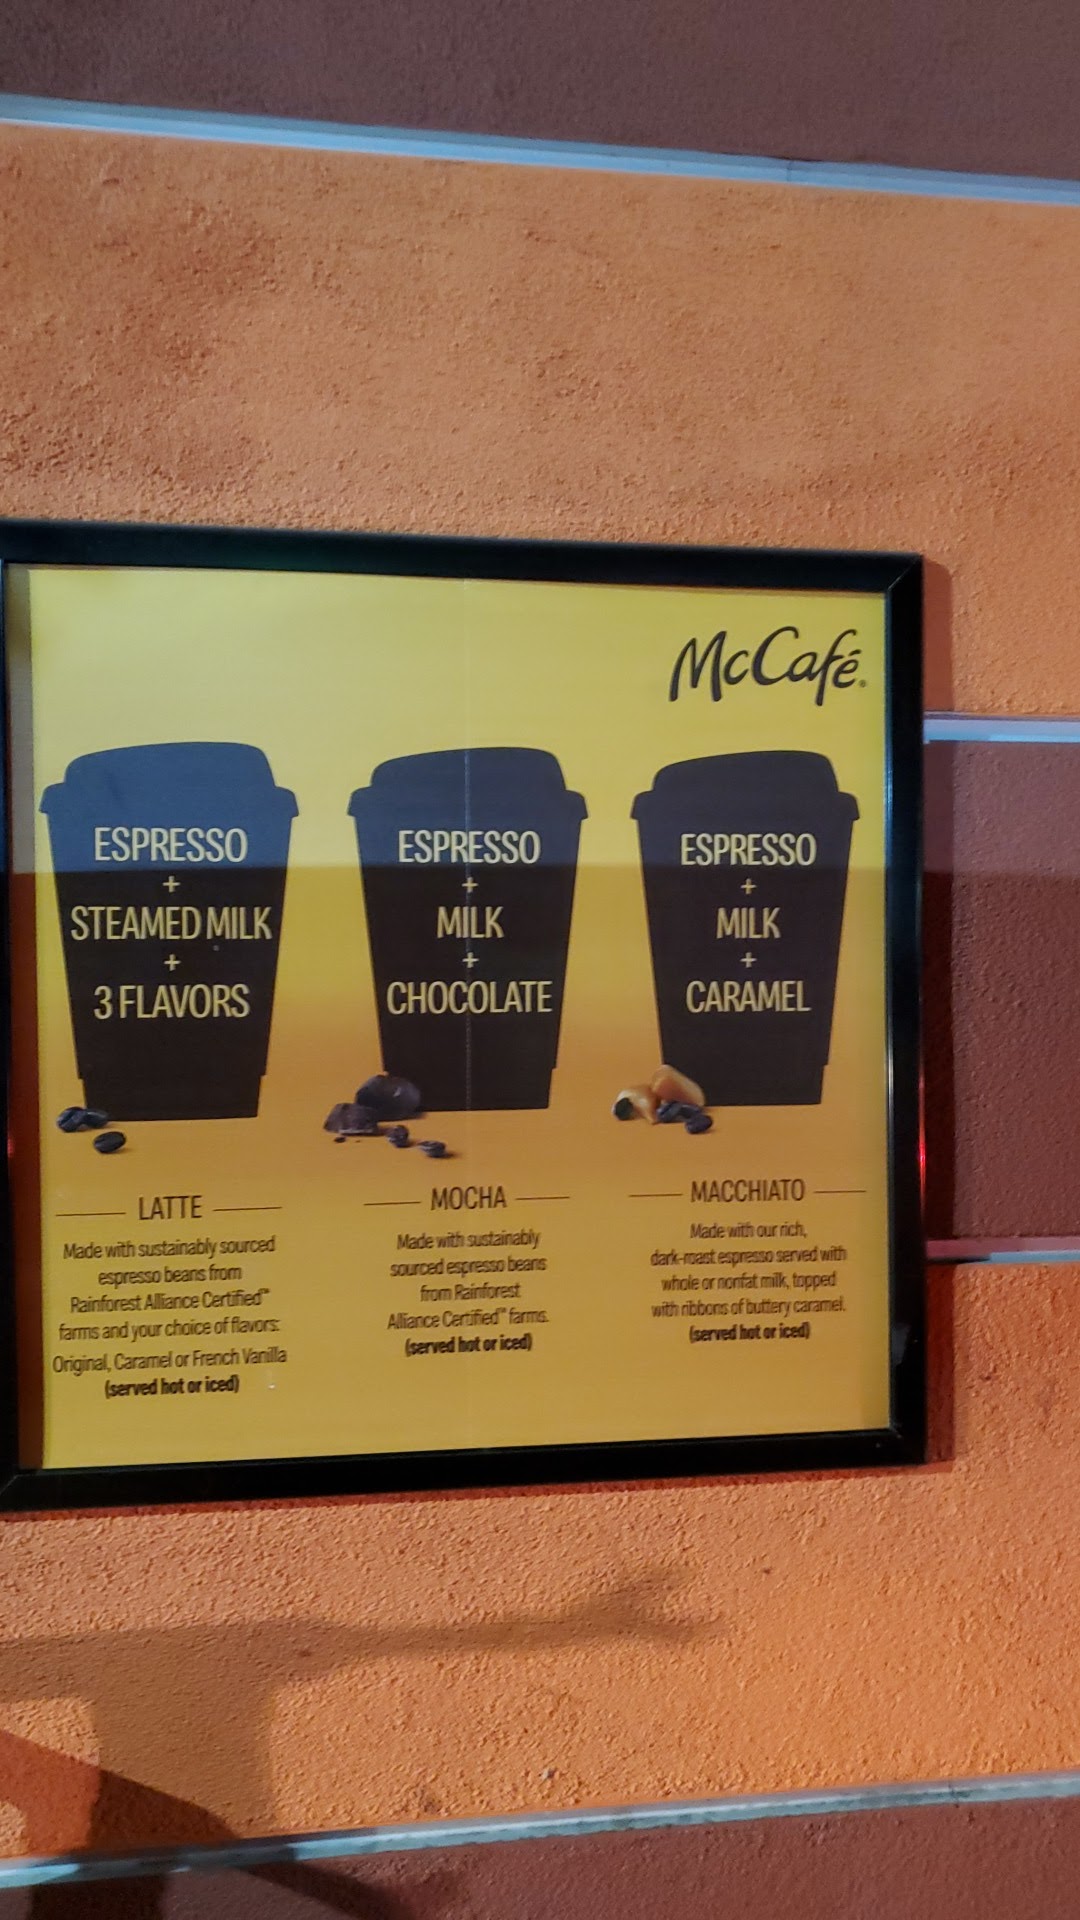 McCafé®
ESPRESSO
+
STEAMED MILK
+
3 FLAVORS
LATTE
Made with sustainably sourced
espresso beans from
Rainforest Alliance Certified™
farms and your choice of flavors:
Original, Caramel or French Vanilla
(served hot or iced)
ESPRESSO
+
MILK
+
CHOCOLATE
MOCHA
Made with sustainably
sourced espresso beans
from Rainforest
Alliance Certified™ farms.
(served hot or iced)
ESPRESSO
+
MILK
+
CARAMEL
MACCHIATO
Made with our rich,
dark-roast espresso served with
whole or nonfat milk, topped
with ribbons of buttery caramel.
(served hot or iced)